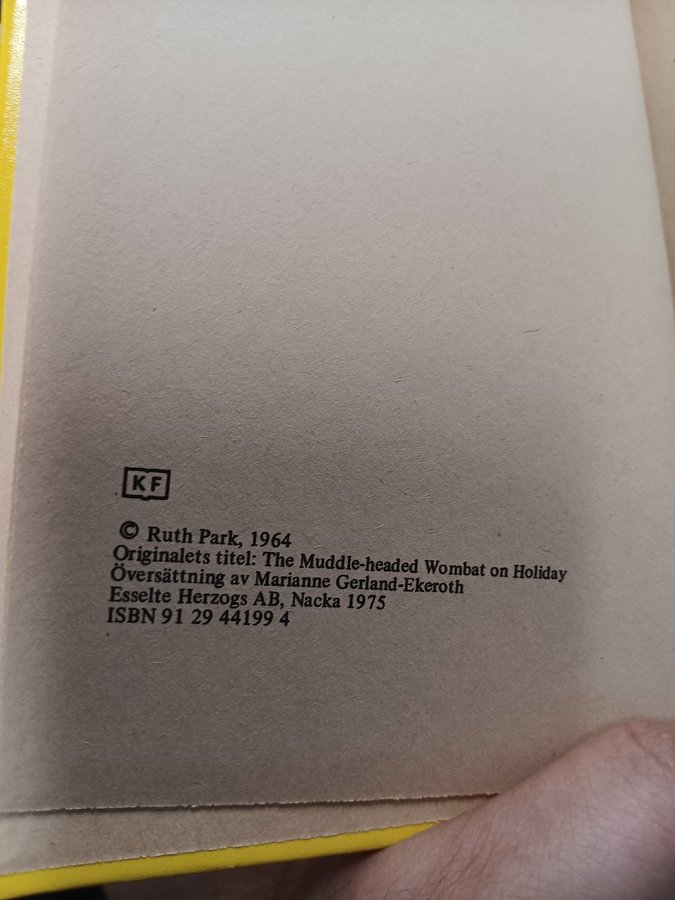 KF
© Ruth Park, 1964
Originalets titel: The Muddle-headed Wombat on Holiday
Översättning av Marianne Gerland-Ekeroth
Esselte Herzogs AB, Nacka 1975
ISBN 91 29 44199 4